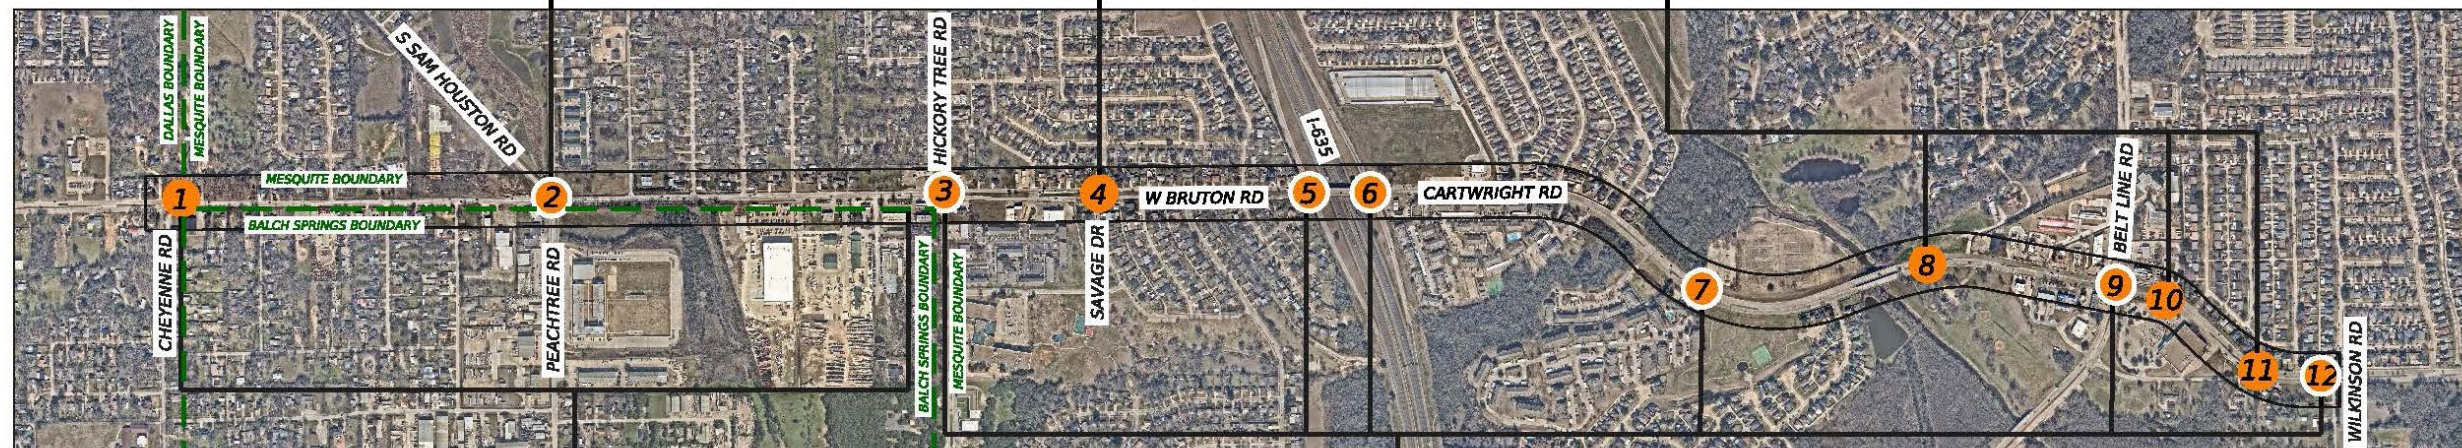 DALLAS BOUNDARY
MESQUITE BOUNDARY
S SAM HOUSTON RD
HICKORY TREE RD
I-635
MESQUITE BOUNDARY
BALCH SPRINGS BOUNDARY
W BRUTON RD
CARTWRIGHT RD
BELT LINE RD
1
2
3
4
5
6
7
8
9
10
11
12
CHEYENNE RD
PEACHTREE RD
BALCH SPRINGS BOUNDARY
MESQUITE BOUNDARY
SAVAGE DR
WILKINSON RD